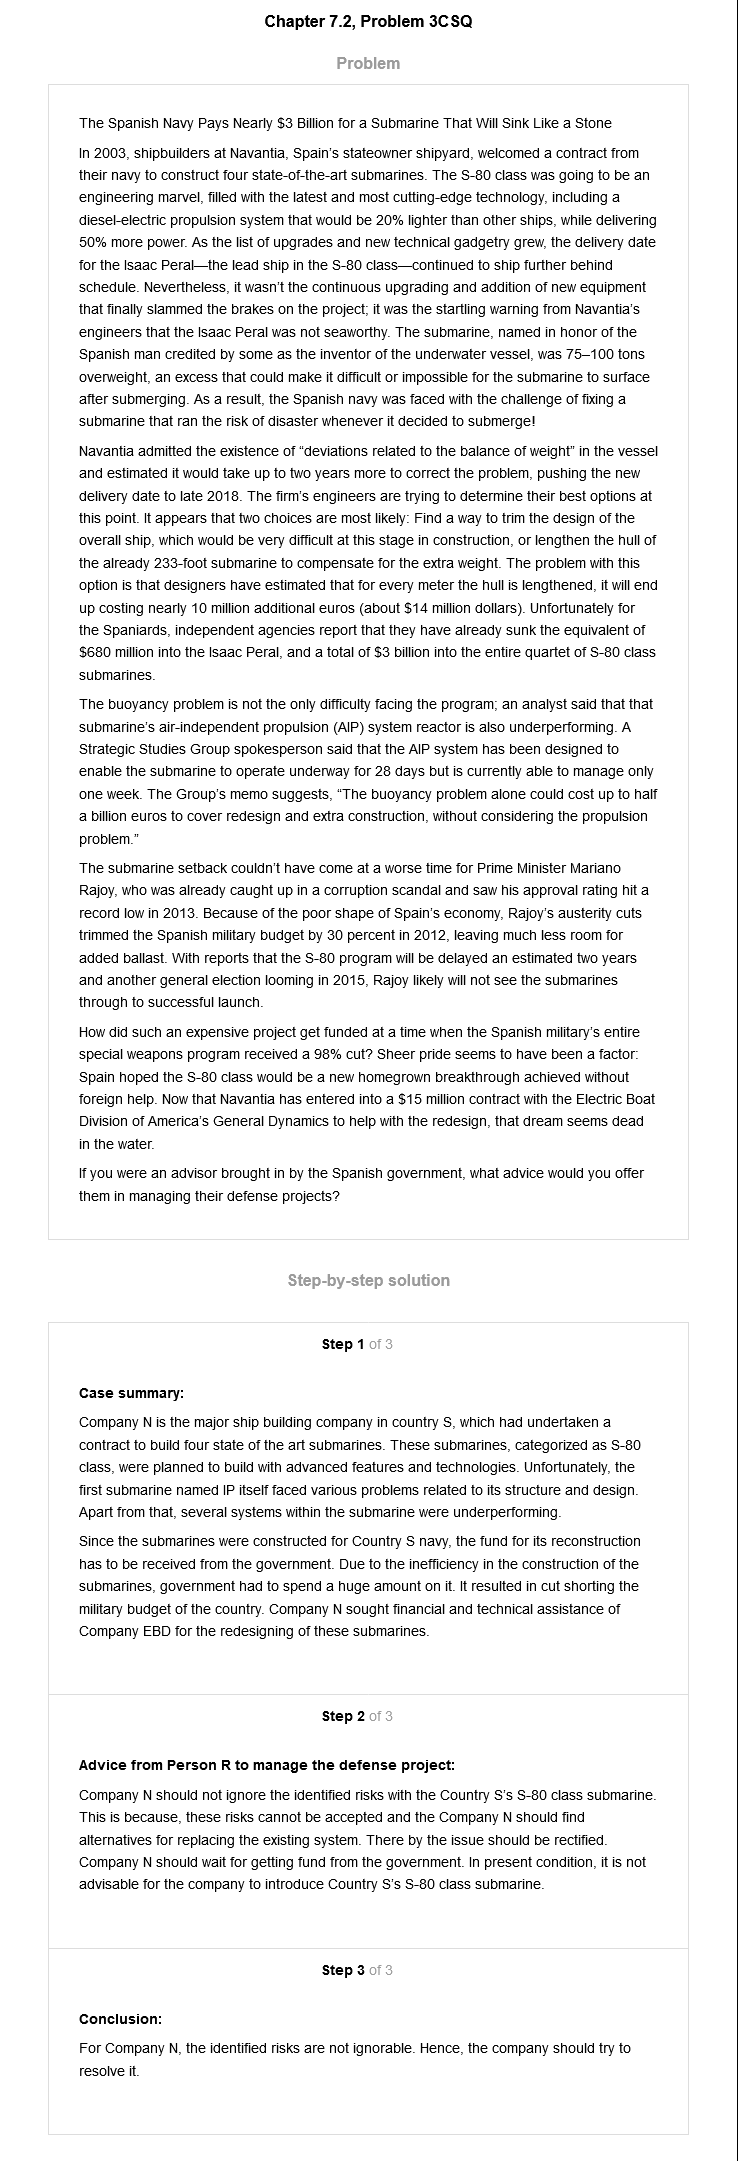 Chapter 7.2, Problem 3CSQ
Problem
The Spanish Navy Pays Nearly $3 Billion for a Submarine That Will Sink Like a Stone
In 2003, shipbuilders at Navantia, Spain's stateowner shipyard, welcomed a contract from
their navy to construct four state-of-the-art submarines. The S-80 class was going to be an
engineering marvel, filled with the latest and most cutting-edge technology, including a
diesel-electric propulsion system that would be 20% lighter than other ships, while delivering
50% more power. As the list of upgrades and new technical gadgetry grew, the delivery date
for the Isaac Peral—the lead ship in the S-80 class—continued to ship further behind
schedule. Nevertheless, it wasn't the continuous upgrading and addition of new equipment
that finally slammed the brakes on the project; it was the startling warning from Navantia's
engineers that the Isaac Peral was not seaworthy. The submarine, named in honor of the
Spanish man credited by some as the inventor of the underwater vessel, was 75–100 tons
overweight, an excess that could make it difficult or impossible for the submarine to surface
after submerging. As a result, the Spanish navy was faced with the challenge of fixing a
submarine that ran the risk of disaster whenever it decided to submerge!
Navantia admitted the existence of “deviations related to the balance of weight” in the vessel
and estimated it would take up to two years more to correct the problem, pushing the new
delivery date to late 2018. The firm's engineers are trying to determine their best options at
this point. It appears that two choices are most likely: Find a way to trim the design of the
overall ship, which would be very difficult at this stage in construction, or lengthen the hull of
the already 233-foot submarine to compensate for the extra weight. The problem with this
option is that designers have estimated that for every meter the hull is lengthened, it will end
up costing nearly 10 million additional euros (about $14 million dollars). Unfortunately for
the Spaniards, independent agencies report that they have already sunk the equivalent of
$680 million into the Isaac Peral, and a total of $3 billion into the entire quartet of S-80 class
submarines.
The buoyancy problem is not the only difficulty facing the program; an analyst said that that
submarine's air-independent propulsion (AIP) system reactor is also underperforming. A
Strategic Studies Group spokesperson said that the AIP system has been designed to
enable the submarine to operate underway for 28 days but is currently able to manage only
one week. The Group's memo suggests, “The buoyancy problem alone could cost up to half
a billion euros to cover redesign and extra construction, without considering the propulsion
problem.”
The submarine setback couldn't have come at a worse time for Prime Minister Mariano
Rajoy, who was already caught up in a corruption scandal and saw his approval rating hit a
record low in 2013. Because of the poor shape of Spain's economy, Rajoy's austerity cuts
trimmed the Spanish military budget by 30 percent in 2012, leaving much less room for
added ballast. With reports that the S-80 program will be delayed an estimated two years
and another general election looming in 2015, Rajoy likely will not see the submarines
through to successful launch.
How did such an expensive project get funded at a time when the Spanish military's entire
special weapons program received a 98% cut? Sheer pride seems to have been a factor:
Spain hoped the S-80 class would be a new homegrown breakthrough achieved without
foreign help. Now that Navantia has entered into a $15 million contract with the Electric Boat
Division of America's General Dynamics to help with the redesign, that dream seems dead
in the water.
If you were an advisor brought in by the Spanish government, what advice would you offer
them in managing their defense projects?
Step-by-step solution
Step 1 of 3
Case summary:
Company N is the major ship building company in country S, which had undertaken a
contract to build four state of the art submarines. These submarines, categorized as S-80
class, were planned to build with advanced features and technologies. Unfortunately, the
first submarine named IP itself faced various problems related to its structure and design.
Apart from that, several systems within the submarine were underperforming.
Since the submarines were constructed for Country S navy, the fund for its reconstruction
has to be received from the government. Due to the inefficiency in the construction of the
submarines, government had to spend a huge amount on it. It resulted in cut shorting the
military budget of the country. Company N sought financial and technical assistance of
Company EBD for the redesigning of these submarines.
Step 2 of 3
Advice from Person R to manage the defense project:
Company N should not ignore the identified risks with the Country S's S-80 class submarine.
This is because, these risks cannot be accepted and the Company N should find
alternatives for replacing the existing system. There by the issue should be rectified.
Company N should wait for getting fund from the government. In present condition, it is not
advisable for the company to introduce Country S's S-80 class submarine.
Step 3 of 3
Conclusion:
For Company N, the identified risks are not ignorable. Hence, the company should try to
resolve it.